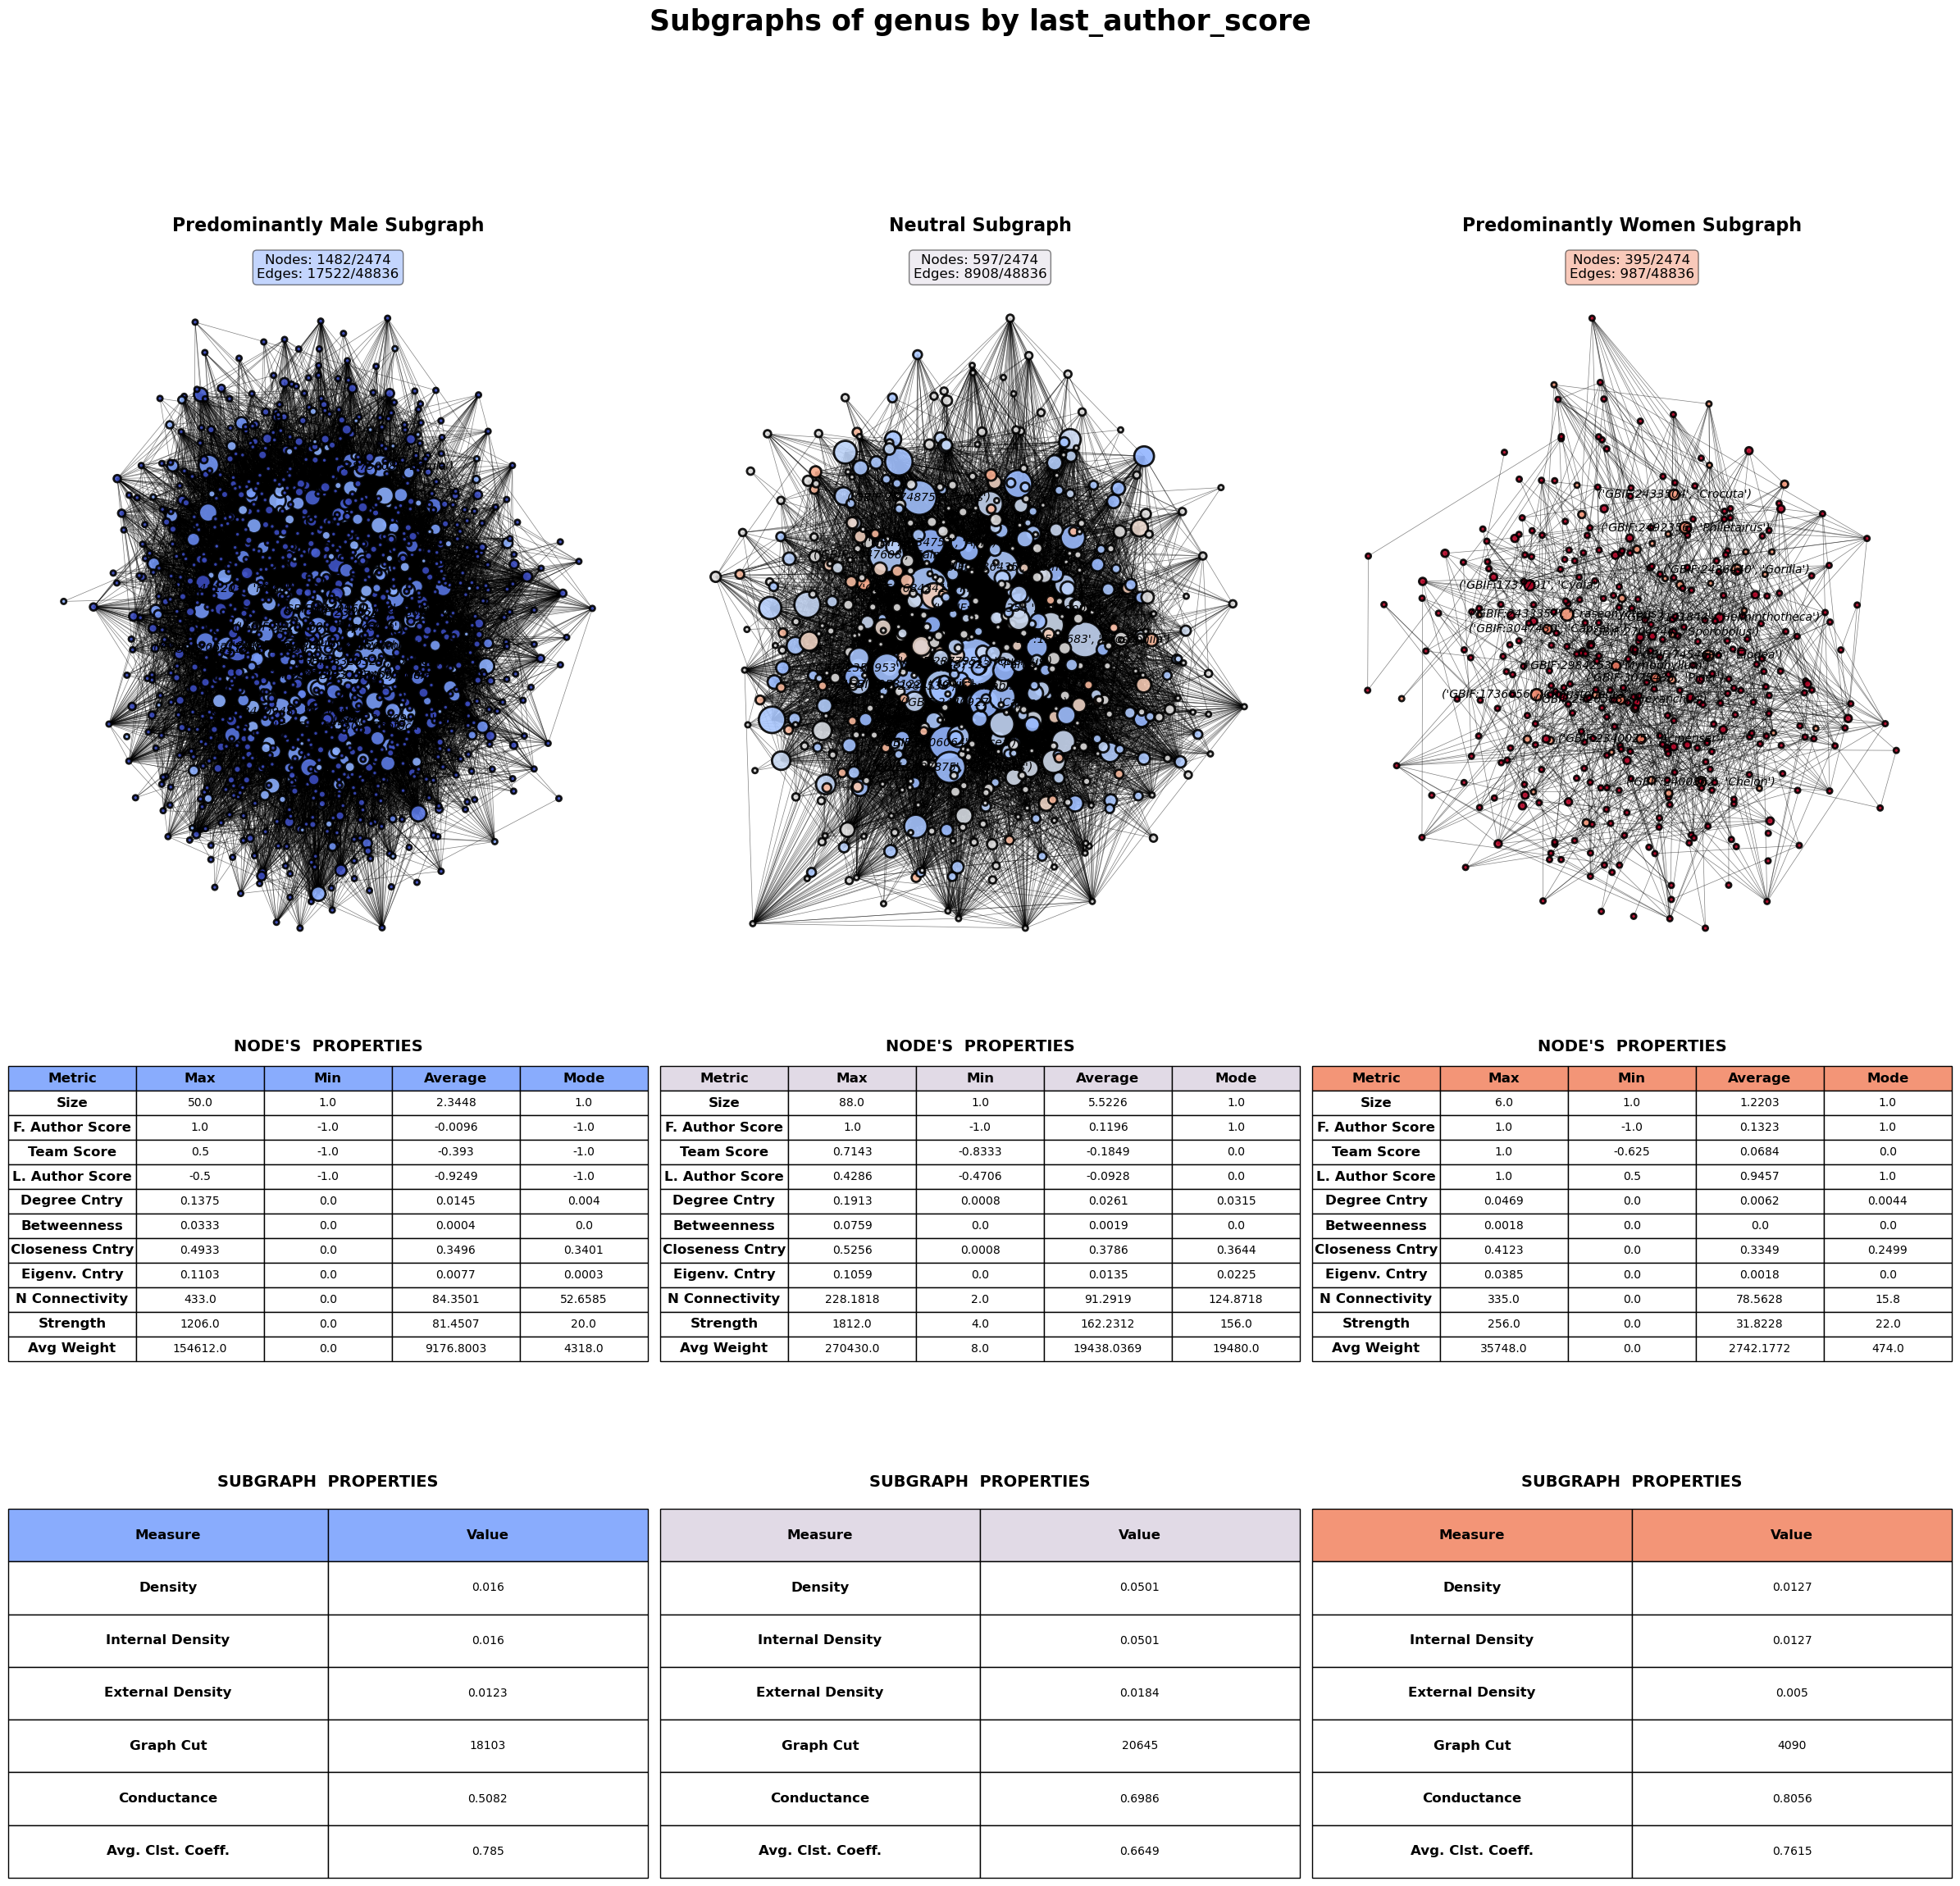 Subgraphs of genus by last_author_score
Predominantly Male Subgraph
Nodes: 1482/2474
Edges: 17522/48836
Neutral Subgraph
Nodes: 597/2474
Edges: 8908/48836
Predominantly Women Subgraph
Nodes: 395/2474
Edges: 987/48836
'Crocuta')
'Philetairus')
'Gorilla')
'Cydia')
'Sporobolus')
'Chelon')
NODE'S PROPERTIES
Metric Max Min Average Mode
Size 50.0 1.0 2.3448 1.0
F. Author Score 1.0 -1.0 -0.0096 -1.0
Team Score 0.5 -1.0 -0.393 -1.0
L. Author Score -0.5 -1.0 -0.9249 -1.0
Degree Cntry 0.1375 0.0 0.0145 0.004
Betweenness 0.0333 0.0 0.0004 0.0
Closeness Cntry 0.4933 0.0 0.3496 0.3401
Eigenv. Cntry 0.1103 0.0 0.0077 0.0003
N Connectivity 433.0 0.0 84.3501 52.6585
Strength 1206.0 0.0 81.4507 20.0
Avg Weight 154612.0 0.0 9176.8003 4318.0
NODE'S PROPERTIES
Metric Max Min Average Mode
Size 88.0 1.0 5.5226 1.0
F. Author Score 1.0 -1.0 0.1196 1.0
Team Score 0.7143 -0.8333 -0.1849 0.0
L. Author Score 0.4286 -0.4706 -0.0928 0.0
Degree Cntry 0.1913 0.0008 0.0261 0.0315
Betweenness 0.0759 0.0 0.0019 0.0
Closeness Cntry 0.5256 0.0008 0.3786 0.3644
Eigenv. Cntry 0.1059 0.0 0.0135 0.0225
N Connectivity 228.1818 2.0 91.2919 124.8718
Strength 1812.0 4.0 162.2312 156.0
Avg Weight 270430.0 8.0 19438.0369 19480.0
NODE'S PROPERTIES
Metric Max Min Average Mode
Size 6.0 1.0 1.2203 1.0
F. Author Score 1.0 -1.0 0.1323 1.0
Team Score 1.0 -0.625 0.0684 0.0
L. Author Score 1.0 0.5 0.9457 1.0
Degree Cntry 0.0469 0.0 0.0062 0.0044
Betweenness 0.0018 0.0 0.0 0.0
Closeness Cntry 0.4123 0.0 0.3349 0.2499
Eigenv. Cntry 0.0385 0.0 0.0018 0.0
N Connectivity 335.0 0.0 78.5628 15.8
Strength 256.0 0.0 31.8228 22.0
Avg Weight 35748.0 0.0 2742.1772 474.0
SUBGRAPH PROPERTIES
Measure Value
Density 0.016
Internal Density 0.016
External Density 0.0123
Graph Cut 18103
Conductance 0.5082
Avg. Clst. Coeff. 0.785
SUBGRAPH PROPERTIES
Measure Value
Density 0.0501
Internal Density 0.0501
External Density 0.0184
Graph Cut 20645
Conductance 0.6986
Avg. Clst. Coeff. 0.6649
SUBGRAPH PROPERTIES
Measure Value
Density 0.0127
Internal Density 0.0127
External Density 0.005
Graph Cut 4090
Conductance 0.8056
Avg. Clst. Coeff. 0.7615